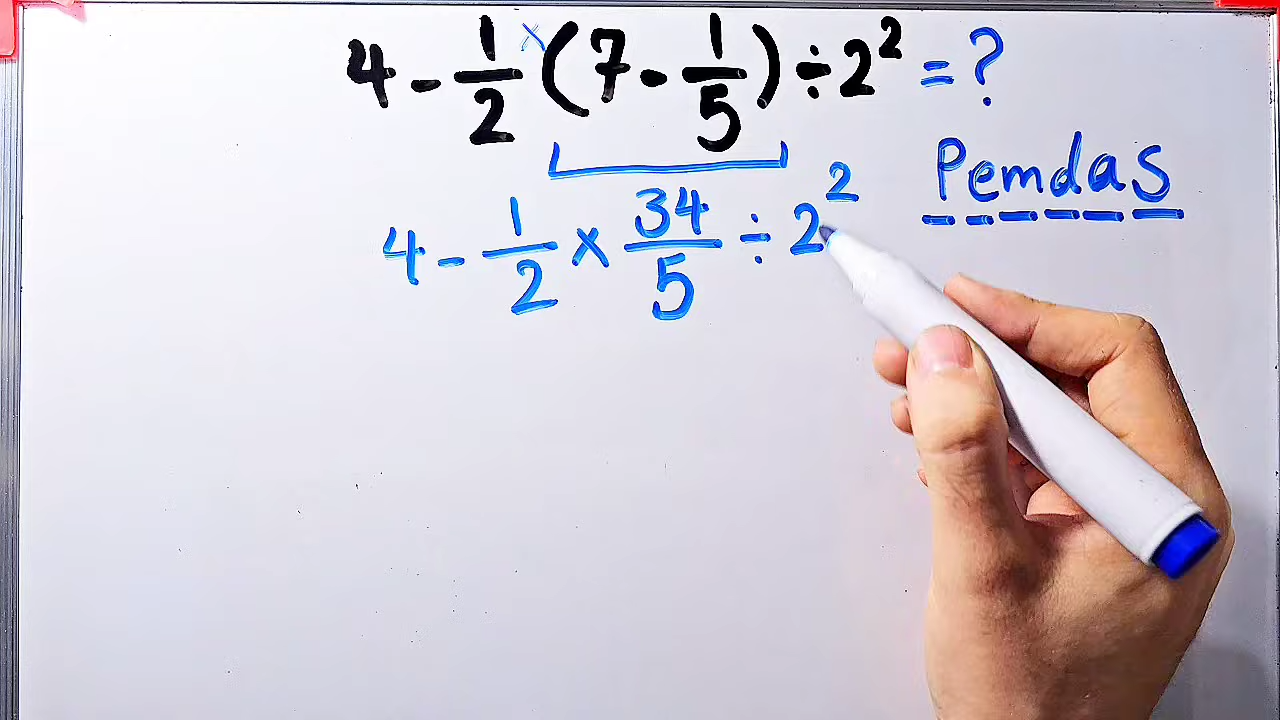 4 - 1/2 × (7 - 1/5) ÷ 2² = ?
Pemdas
4 - 1/2 × 34/5 ÷ 2²